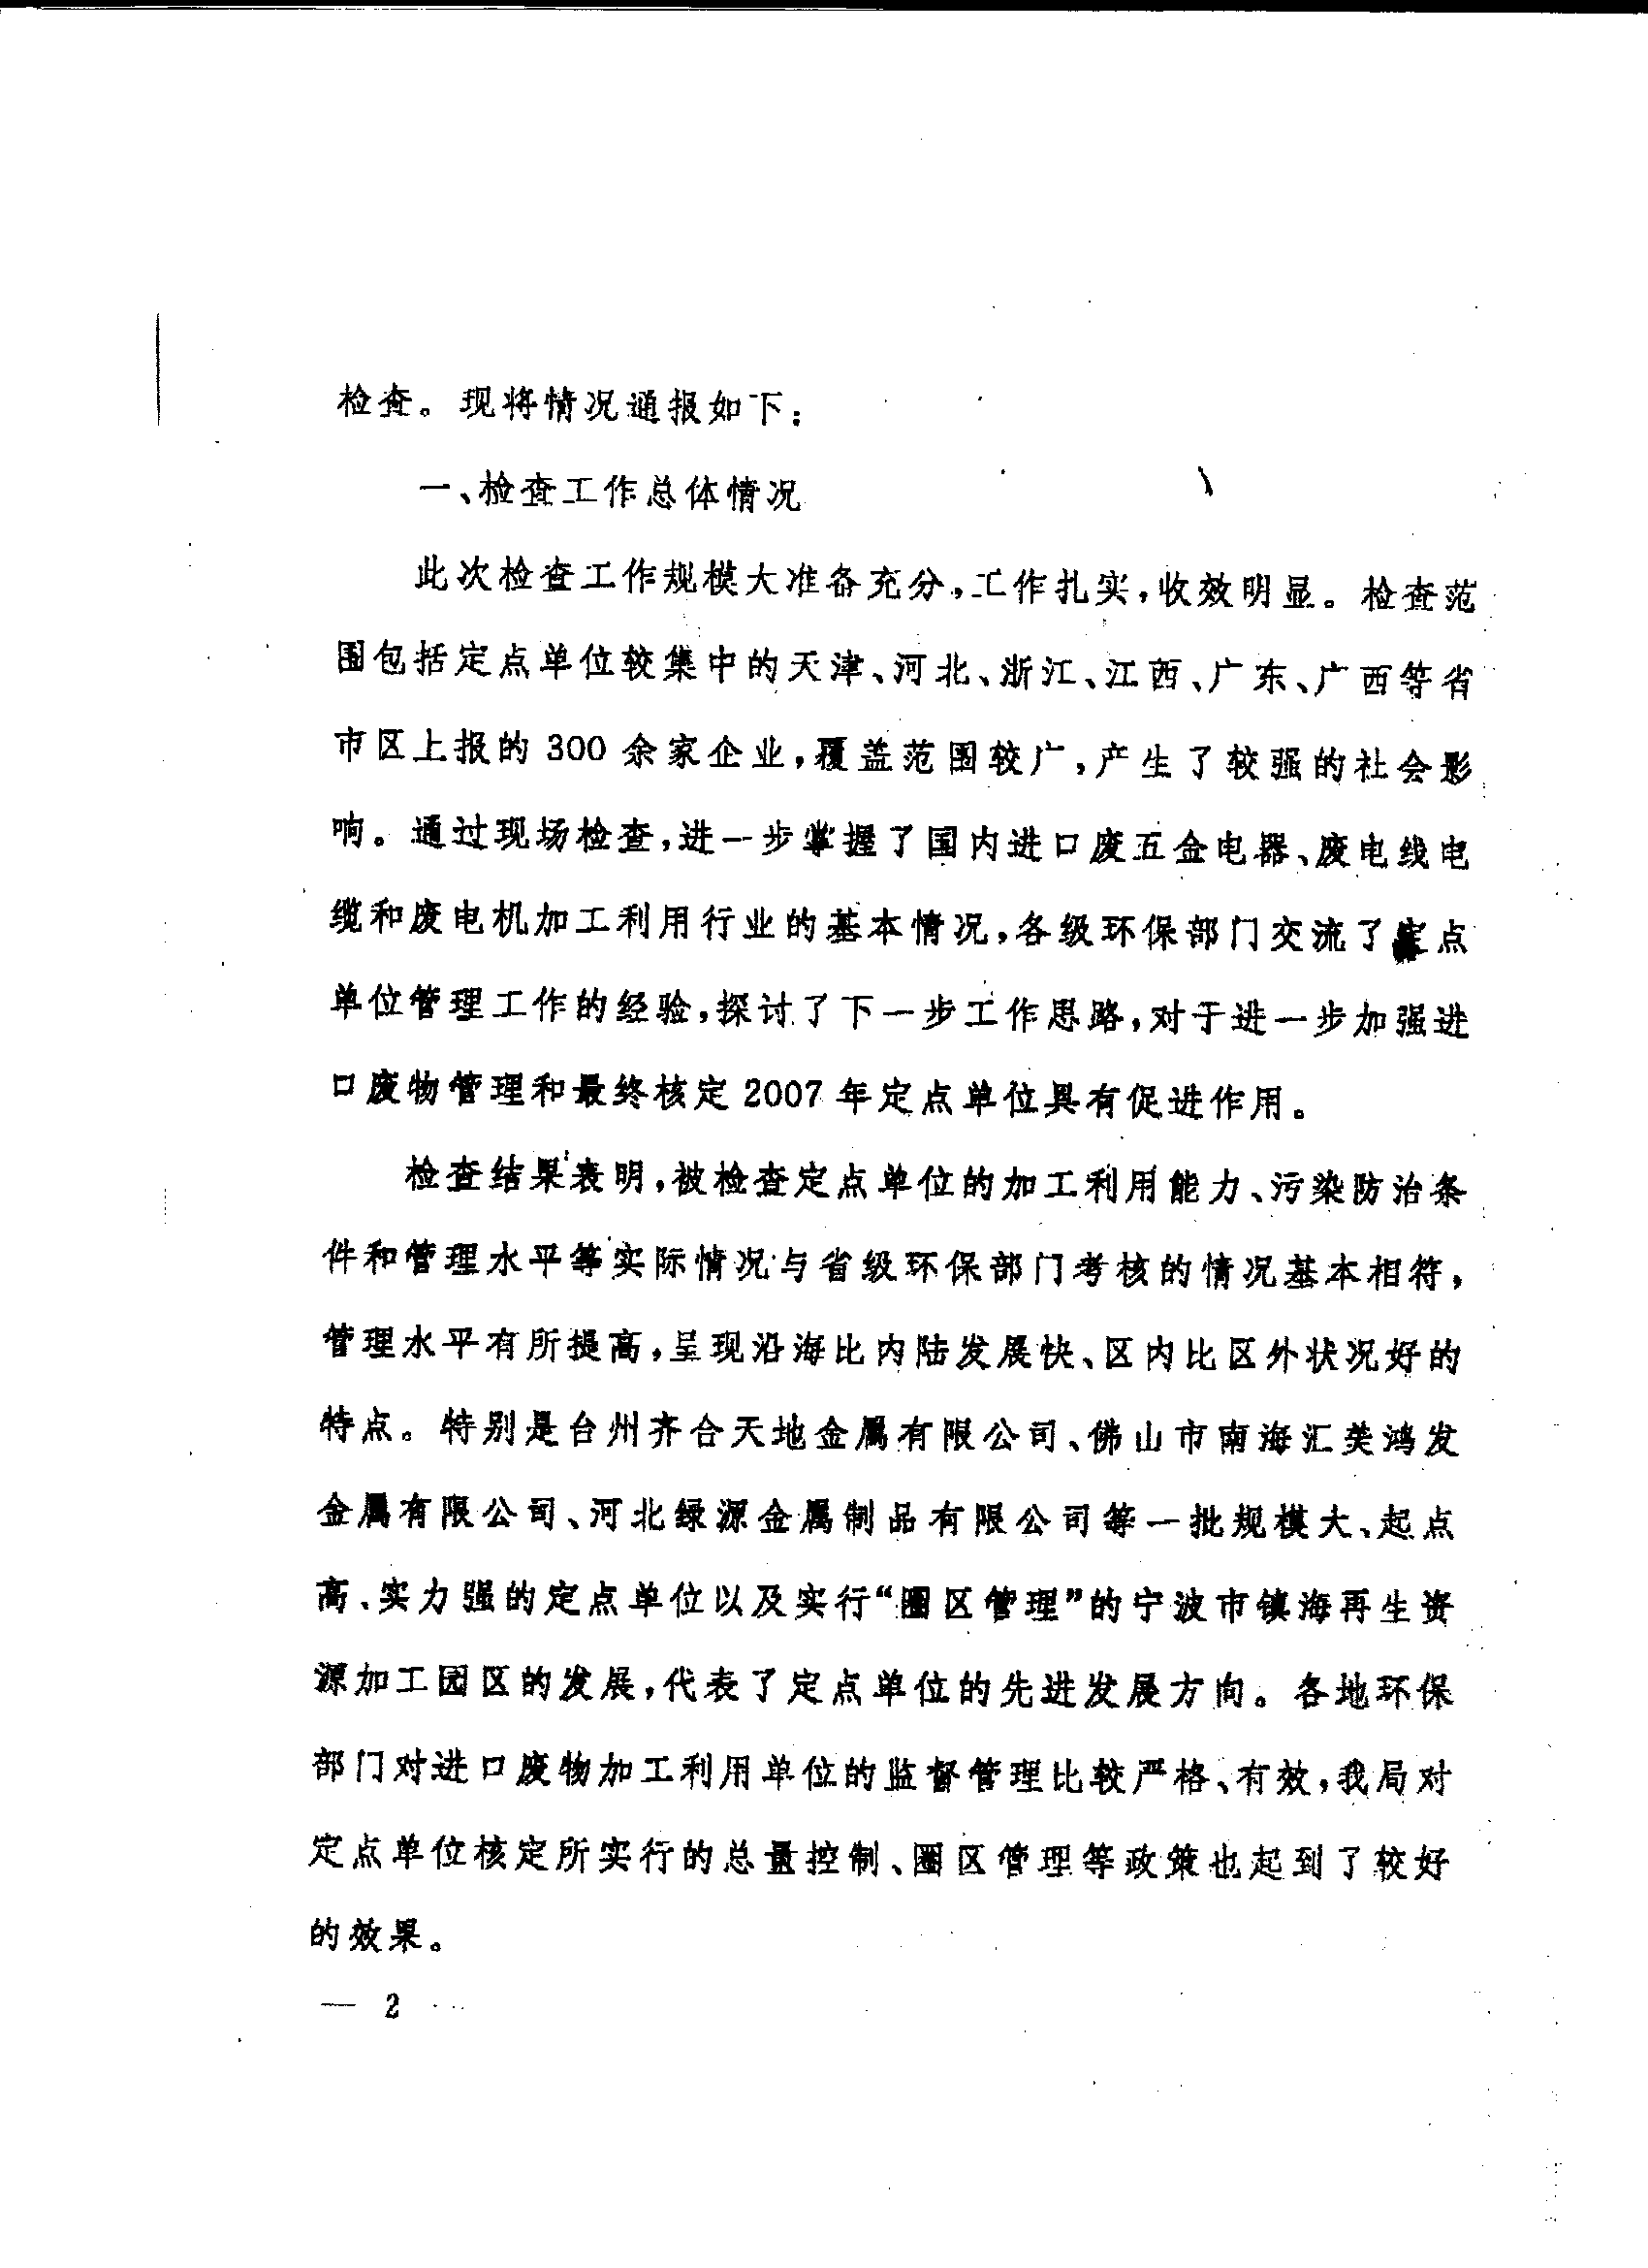 检查。现将情况通报如下：
一、检查工作总体情况
此次检查工作规模大准备充分，工作扎实，收效明显。检查范
围包括定点单位较集中的天津、河北、浙江、江西、广东、广西等省
市区上报的 300 余家企业，覆盖范围较广，产生了较强的社会影
响。通过现场检查，进一步掌握了国内进口废五金电器、废电线电
缆和废电机加工利用行业的基本情况，各级环保部门交流了定点
单位管理工作的经验，探讨了下一步工作思路，对于进一步加强进
口废物管理和最终核定 2007 年定点单位具有促进作用。
检查结果表明，被检查定点单位的加工利用能力、污染防治条
件和管理水平等实际情况与省级环保部门考核的情况基本相符，
管理水平有所提高，呈现沿海比内陆发展快、区内比区外状况好的
特点。特别是台州齐合天地金属有限公司、佛山市南海汇美鸿发
金属有限公司、河北绿源金属制品有限公司等一批规模大、起点
高、实力强的定点单位以及实行“圈区管理”的宁波市镇海再生资
源加工园区的发展，代表了定点单位的先进发展方向。各地环保
部门对进口废物加工利用单位的监督管理比较严格、有效，我局对
定点单位核定所实行的总量控制、圈区管理等政策也起到了较好
的效果。
— 2